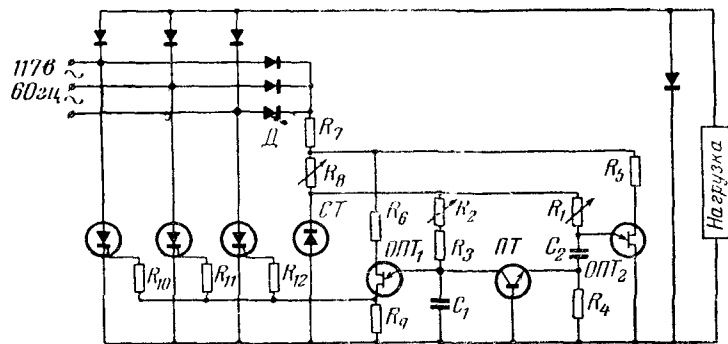 117в
60гц
Д
R7
R8
СТ
R6
R2
R1
R5
Нагрузка
R3
ОПТ1
ПТ
C2
ОПТ2
R10
R11
R12
R9
C1
R4